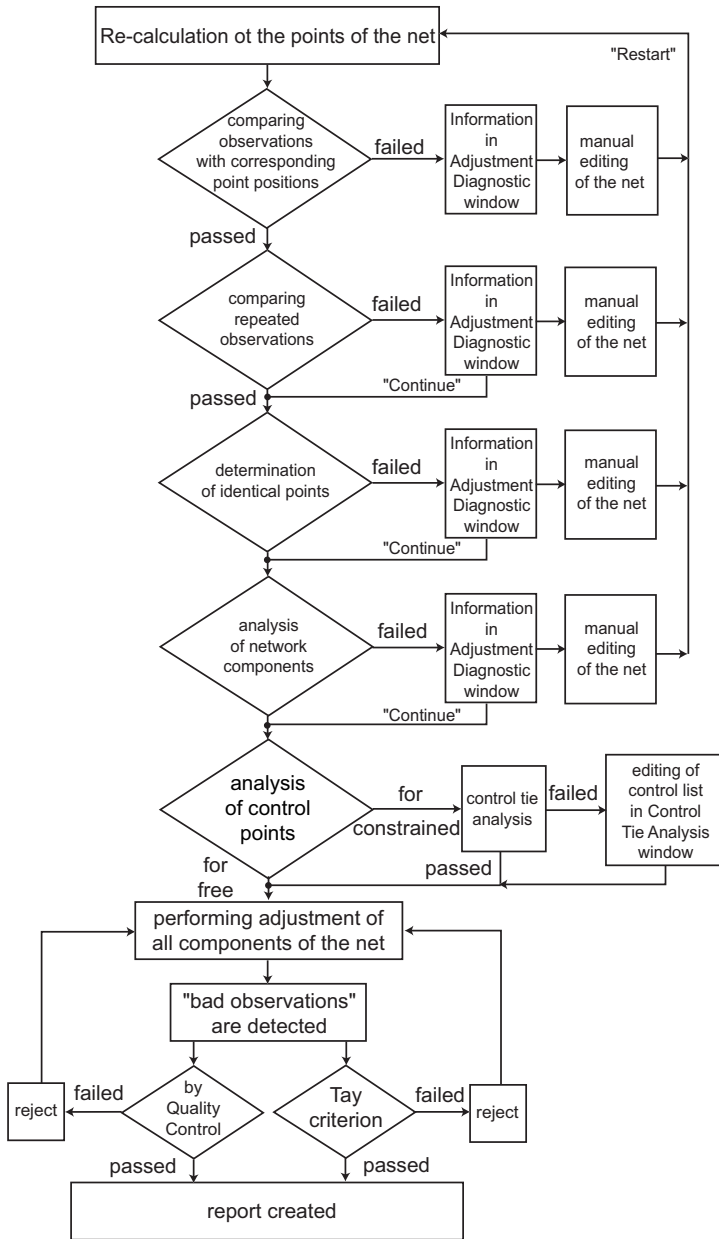 Re-calculation ot the points of the net
"Restart"
comparing
observations
with corresponding
point positions
failed
Information
in
Adjustment
Diagnostic
window
manual
editing
of the net
passed
comparing
repeated
observations
failed
Information
in
Adjustment
Diagnostic
window
manual
editing
of the net
"Continue"
passed
determination
of identical points
failed
Information
in
Adjustment
Diagnostic
window
manual
editing
of the net
"Continue"
analysis
of network
components
failed
Information
in
Adjustment
Diagnostic
window
manual
editing
of the net
"Continue"
analysis
of control
points
for
constrained
control tie
analysis
failed
editing of
control list
in Control
Tie Analysis
window
passed
for
free
performing adjustment of
all components of the net
"bad observations"
are detected
reject
failed
by
Quality
Control
Tay
criterion
failed
reject
passed
passed
report created